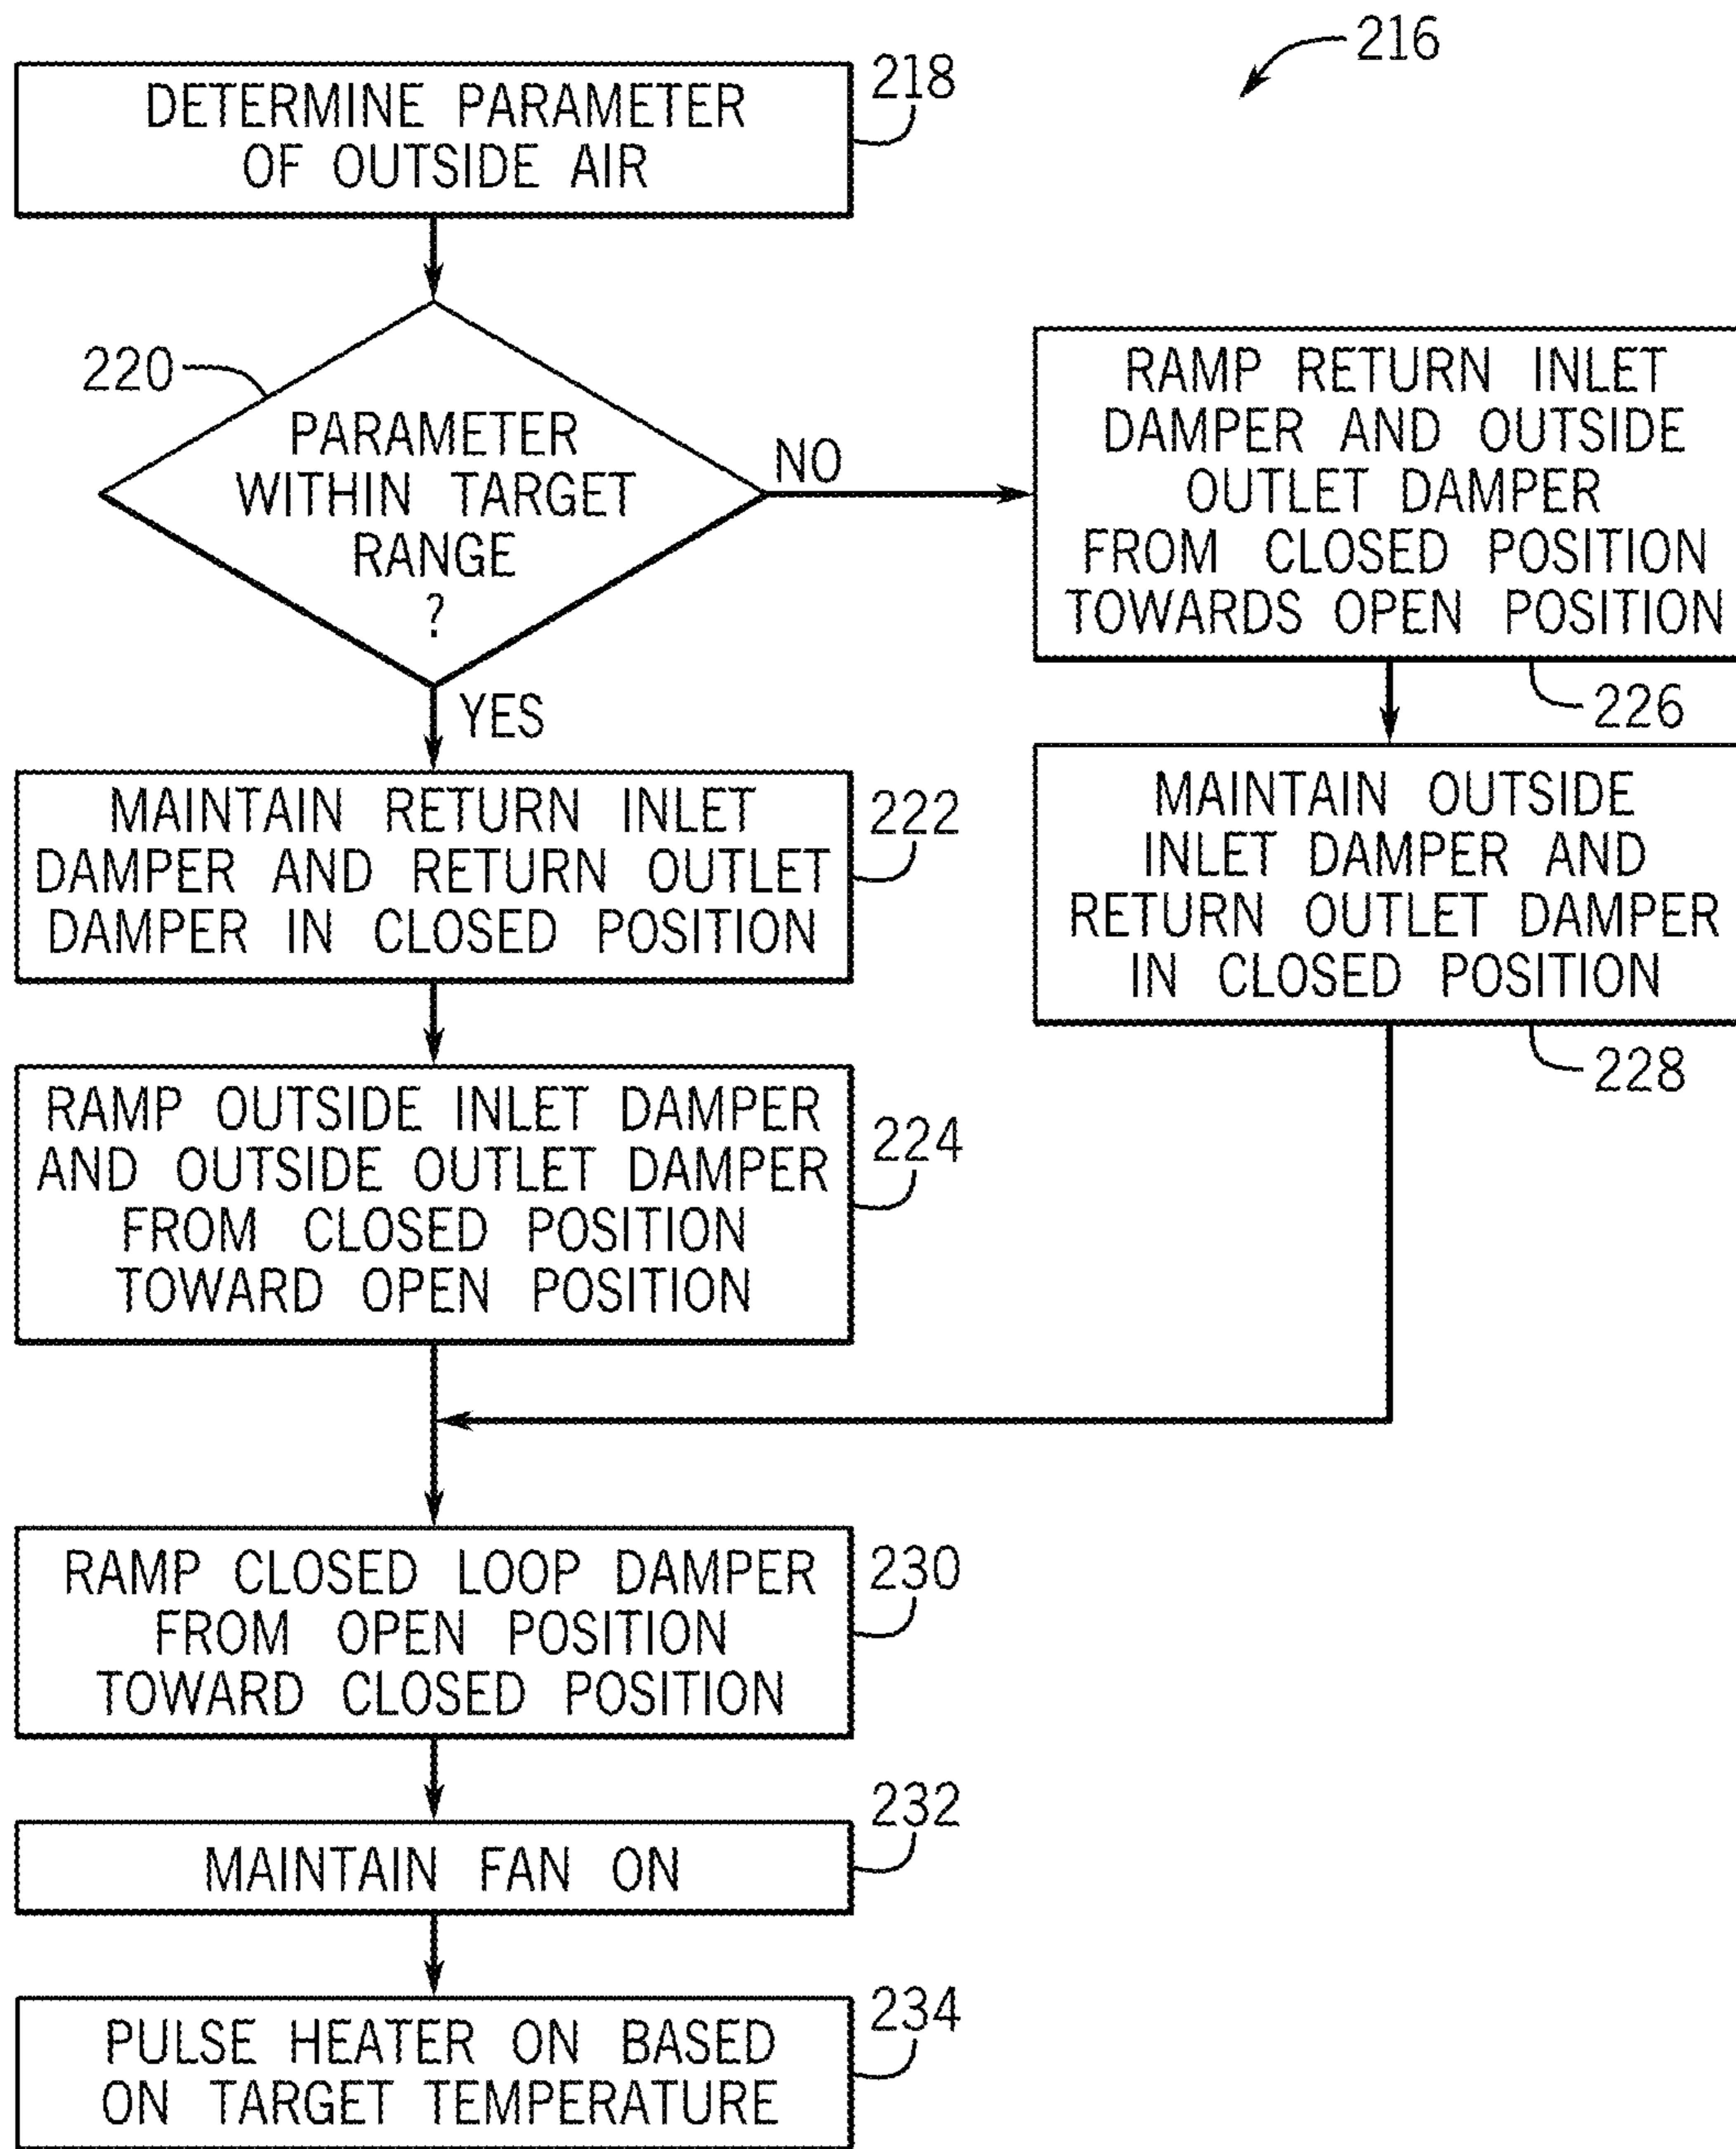 216
DETERMINE PARAMETER
OF OUTSIDE AIR
218
220
PARAMETER
WITHIN TARGET
RANGE
?
NO
YES
RAMP RETURN INLET
DAMPER AND OUTSIDE
OUTLET DAMPER
FROM CLOSED POSITION
TOWARDS OPEN POSITION
226
MAINTAIN OUTSIDE
INLET DAMPER AND
RETURN OUTLET DAMPER
IN CLOSED POSITION
228
MAINTAIN RETURN INLET
DAMPER AND RETURN OUTLET
DAMPER IN CLOSED POSITION
222
RAMP OUTSIDE INLET DAMPER
AND OUTSIDE OUTLET DAMPER
FROM CLOSED POSITION
TOWARD OPEN POSITION
224
RAMP CLOSED LOOP DAMPER
FROM OPEN POSITION
TOWARD CLOSED POSITION
230
MAINTAIN FAN ON
232
PULSE HEATER ON BASED
ON TARGET TEMPERATURE
234